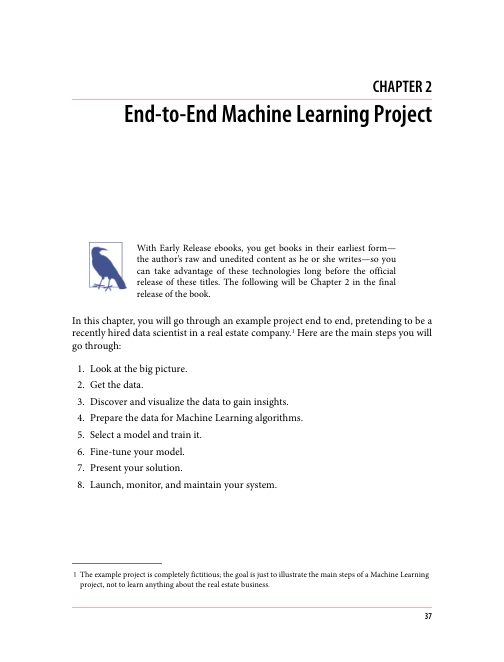 CHAPTER 2
End-to-End Machine Learning Project
With Early Release ebooks, you get books in their earliest form—
the author's raw and unedited content as he or she writes—so you
can take advantage of these technologies long before the official
release of these titles. The following will be Chapter 2 in the final
release of the book.
In this chapter, you will go through an example project end to end, pretending to be a
recently hired data scientist in a real estate company.¹ Here are the main steps you will
go through:
1. Look at the big picture.
2. Get the data.
3. Discover and visualize the data to gain insights.
4. Prepare the data for Machine Learning algorithms.
5. Select a model and train it.
6. Fine-tune your model.
7. Present your solution.
8. Launch, monitor, and maintain your system.
1 The example project is completely fictitious; the goal is just to illustrate the main steps of a Machine Learning
project, not to learn anything about the real estate business.
37